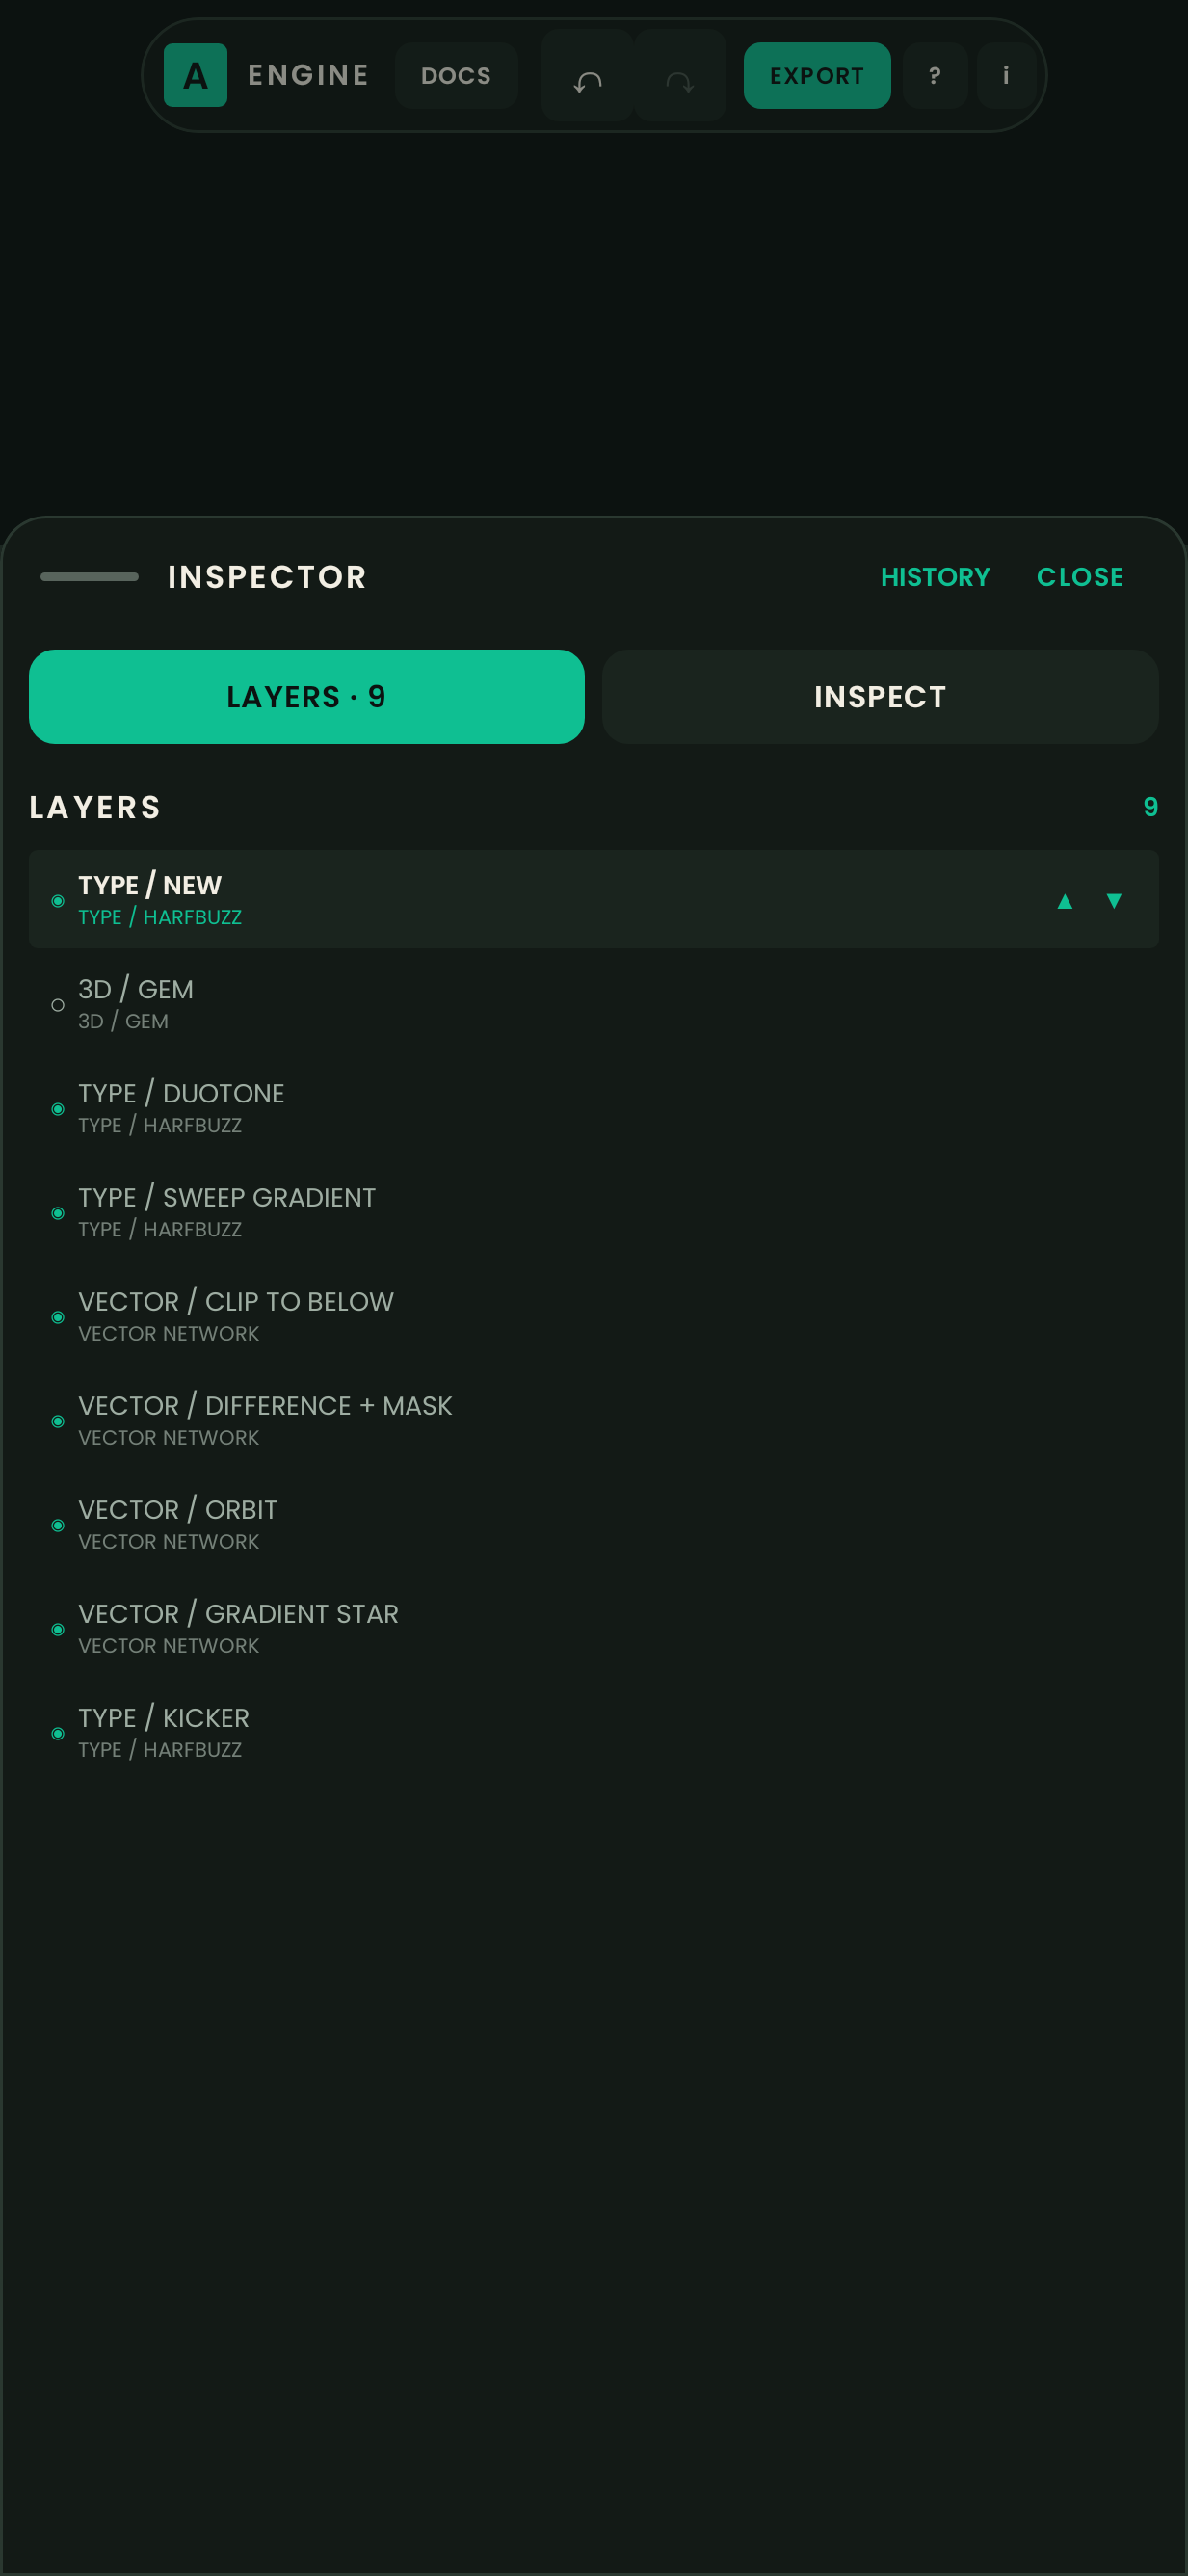 A ENGINE DOCS EXPORT ? i
INSPECTOR HISTORY CLOSE
LAYERS · 9 INSPECT
LAYERS 9
TYPE / NEW
TYPE / HARFBUZZ
3D / GEM
3D / GEM
TYPE / DUOTONE
TYPE / HARFBUZZ
TYPE / SWEEP GRADIENT
TYPE / HARFBUZZ
VECTOR / CLIP TO BELOW
VECTOR NETWORK
VECTOR / DIFFERENCE + MASK
VECTOR NETWORK
VECTOR / ORBIT
VECTOR NETWORK
VECTOR / GRADIENT STAR
VECTOR NETWORK
TYPE / KICKER
TYPE / HARFBUZZ